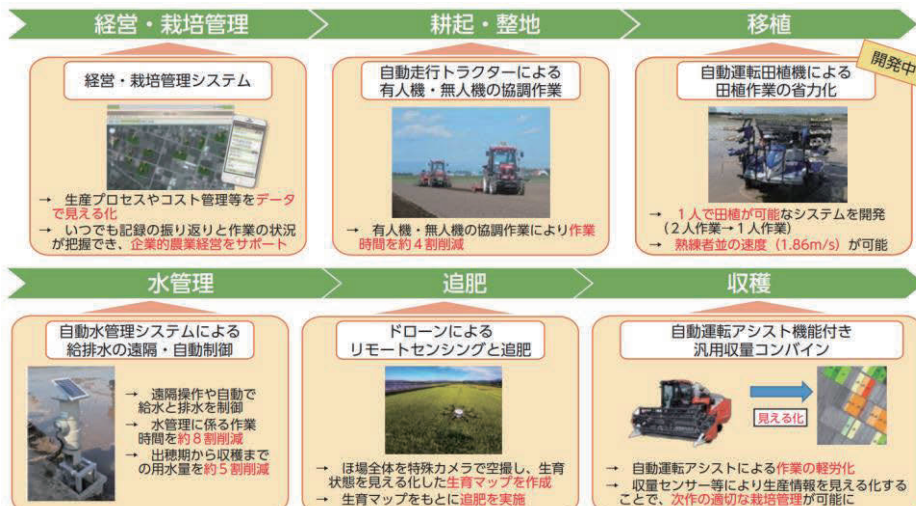 経営・栽培管理
耕起・整地
移植
開発中
経営・栽培管理システム
→ 生産プロセスやコスト管理等をデータ
で見える化
→ いつでも記録の振り返りと作業の状況
が把握でき、企業的農業経営をサポート
自動走行トラクターによる
有人機・無人機の協調作業
→ 有人機・無人機の協調作業により作業
時間を約4割削減
自動運転田植機による
田植作業の省力化
→ 1人で田植が可能なシステムを開発
（2人作業→1人作業）
→ 熟練者並の速度（1.86m/s）が可能
水管理
追肥
収穫
自動水管理システムによる
給排水の遠隔・自動制御
→ 遠隔操作や自動で
給水と排水を制御
→ 水管理に係る作業
時間を約8割削減
→ 出穂期から収穫まで
の用水量を約5割削減
ドローンによる
リモートセンシングと追肥
→ ほ場全体を特殊カメラで空撮し、生育
状態を見える化した生育マップを作成
→ 生育マップをもとに追肥を実施
自動運転アシスト機能付き
汎用収量コンバイン
見える化
→ 自動運転アシストによる作業の軽労化
→ 収量センサー等により生産情報を見える化する
ことで、次作の適切な栽培管理が可能に